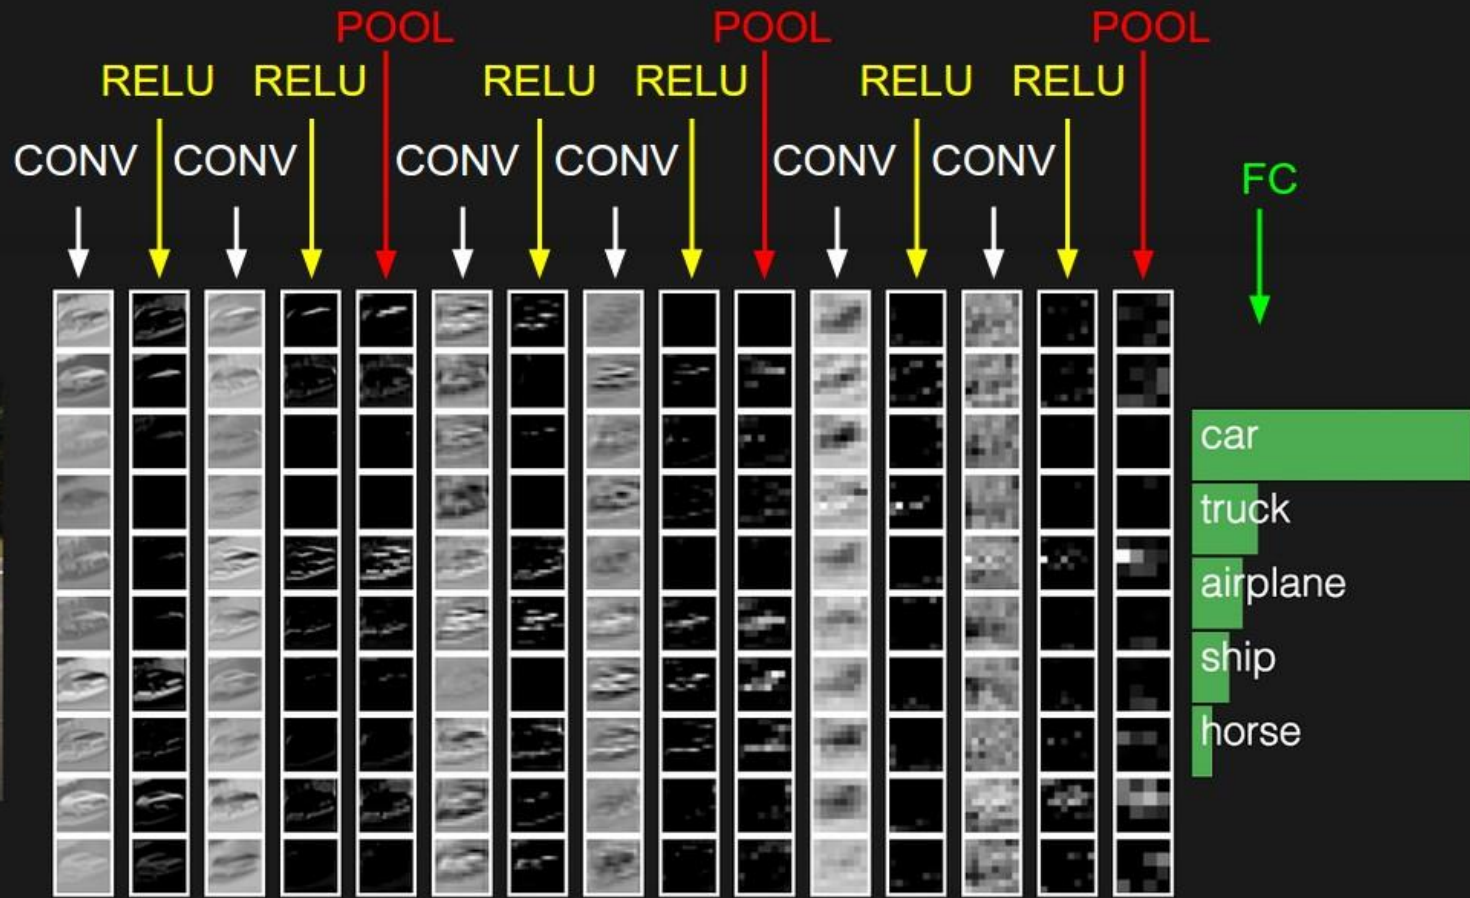 POOL POOL POOL
RELU RELU RELU RELU RELU RELU
CONV CONV CONV CONV CONV CONV
FC
car
truck
airplane
ship
horse